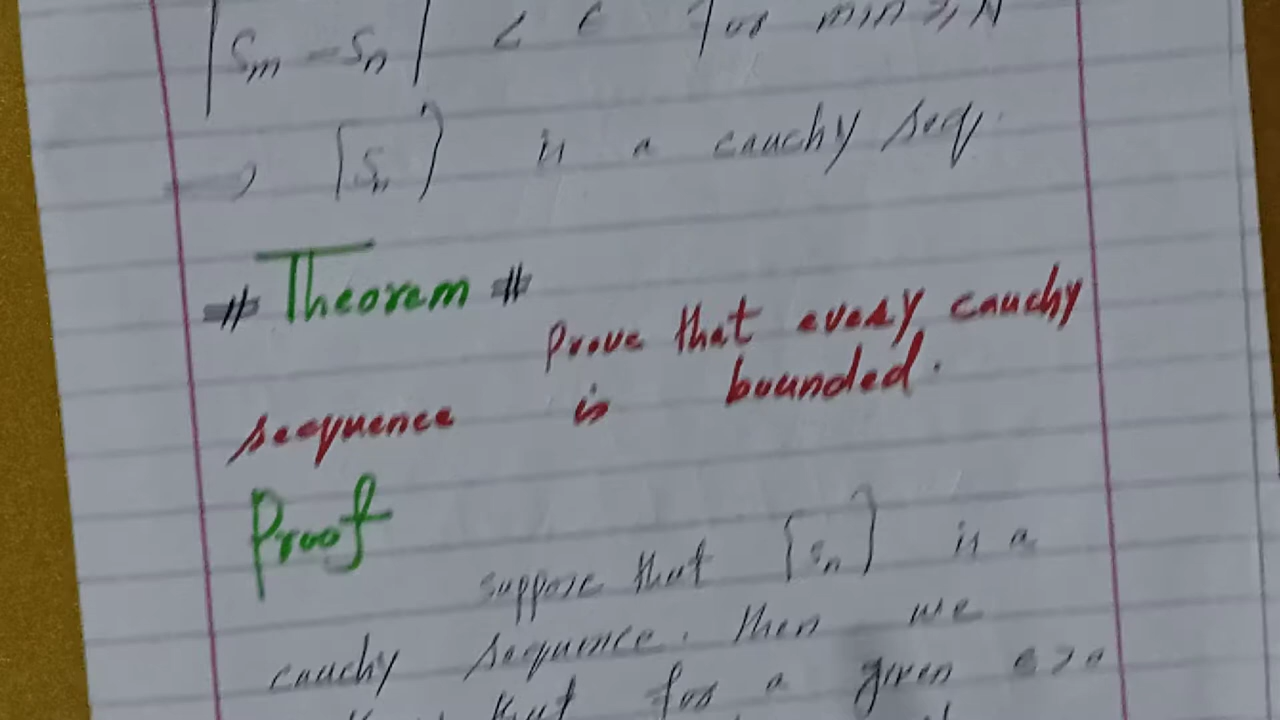 |Sm - Sn| < ε for m,n ≥ N
⇒ {Sn} is a cauchy seq.
# Theorem #
Prove that every cauchy
sequence is bounded.
Proof
suppose that {Sn} is a
cauchy sequence. Then we
that for a given ε > 0